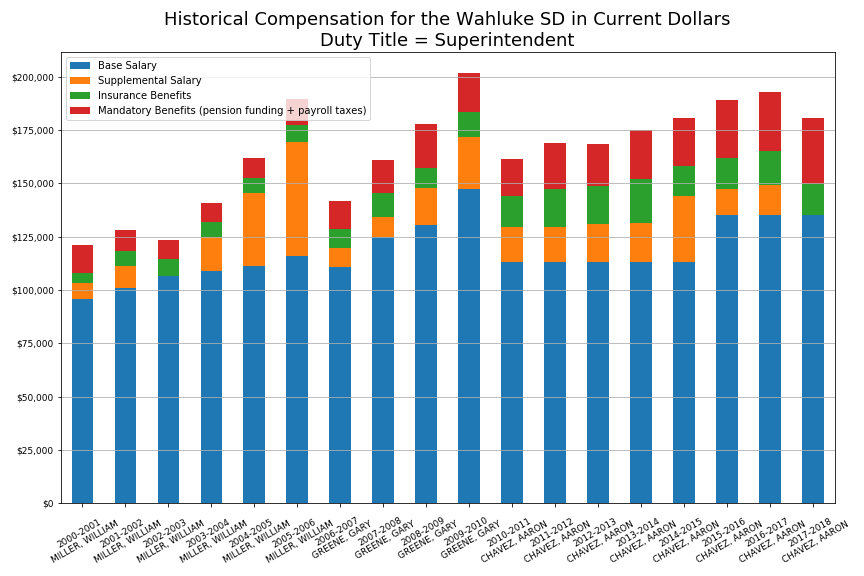 Historical Compensation for the Wahluke SD in Current Dollars
Duty Title = Superintendent
Base Salary
Supplemental Salary
Insurance Benefits
Mandatory Benefits (pension funding + payroll taxes)
$200,000
$175,000
$150,000
$125,000
$100,000
$75,000
$50,000
$25,000
$0
2000-2001
MILLER, WILLIAM
2001-2002
MILLER, WILLIAM
2002-2003
MILLER, WILLIAM
2003-2004
MILLER, WILLIAM
2004-2005
MILLER, WILLIAM
2005-2006
MILLER, WILLIAM
2006-2007
GREENE, GARY
2007-2008
GREENE, GARY
2008-2009
GREENE, GARY
2009-2010
GREENE, GARY
2010-2011
CHAVEZ, AARON
2011-2012
CHAVEZ, AARON
2012-2013
CHAVEZ, AARON
2013-2014
CHAVEZ, AARON
2014-2015
CHAVEZ, AARON
2015-2016
CHAVEZ, AARON
2016-2017
CHAVEZ, AARON
2017-2018
CHAVEZ, AARON